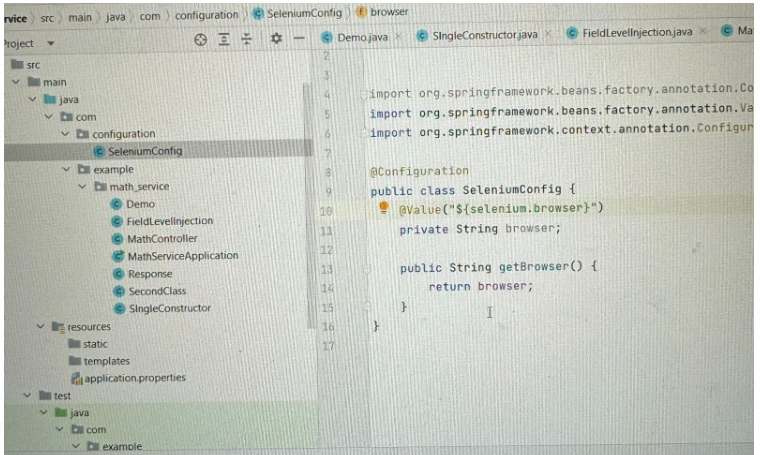 rvice › src › main › java › com › configuration › SeleniumConfig › browser
Project
Demo.java × SIngleConstructor.java × FieldLevelInjection.java × Ma
src
main
java
com
configuration
SeleniumConfig
example
math_service
Demo
FieldLevelInjection
MathController
MathServiceApplication
Response
SecondClass
SIngleConstructor
resources
static
templates
application.properties
test
java
com
example
2
3
4 import org.springframework.beans.factory.annotation.Co
5 import org.springframework.beans.factory.annotation.Va
6 import org.springframework.context.annotation.Configur
7
8 @Configuration
9 public class SeleniumConfig {
10 @Value("${selenium.browser}")
11 private String browser;
12
13 public String getBrowser() {
14 return browser;
15 }
16 }
17